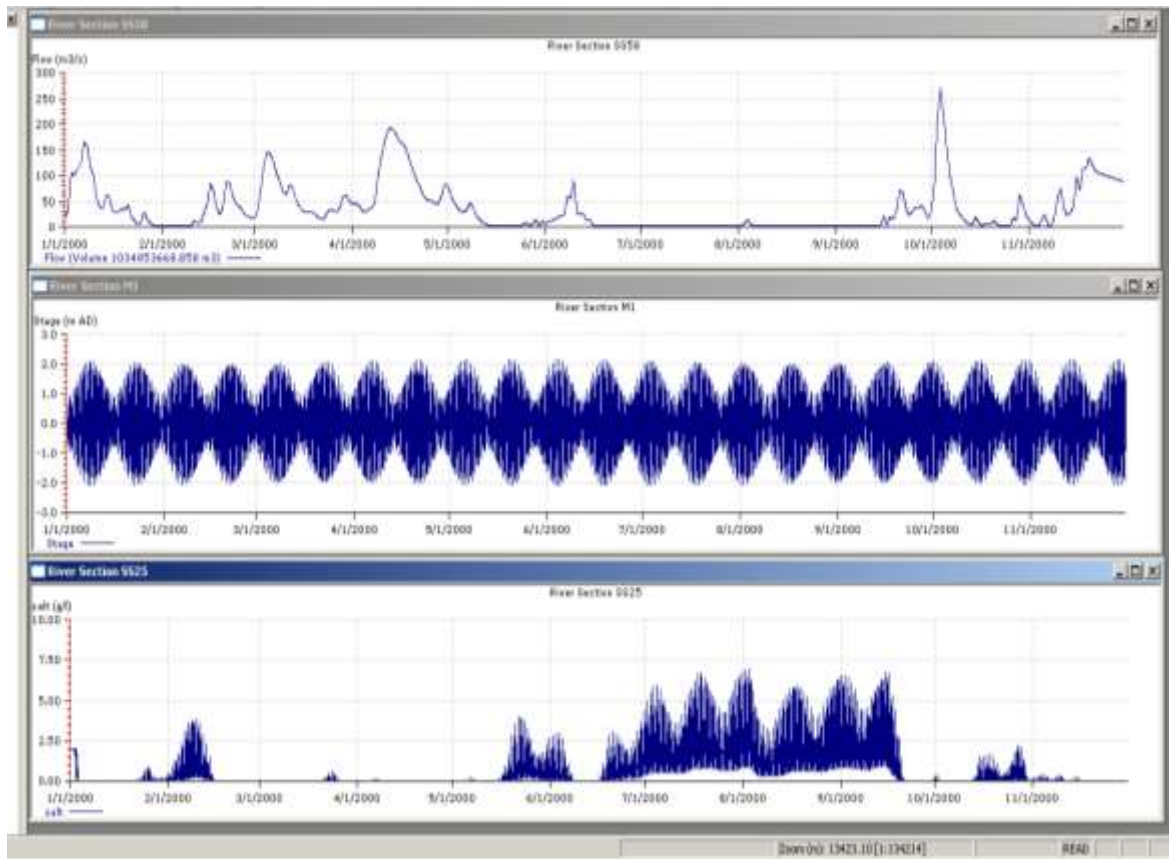 River Section SS50
River Section SS50
Flow (m3/s)
300
250
200
150
100
50
0
1/1/2000 2/1/2000 3/1/2000 4/1/2000 5/1/2000 6/1/2000 7/1/2000 8/1/2000 9/1/2000 10/1/2000 11/1/2000
River Section M1
River Section M1
Stage (m AD)
3.0
2.0
1.0
0.0
-1.0
-2.0
-3.0
1/1/2000 2/1/2000 3/1/2000 4/1/2000 5/1/2000 6/1/2000 7/1/2000 8/1/2000 9/1/2000 10/1/2000 11/1/2000
Stage
River Section SS25
River Section SS25
salt (g/l)
10.00
7.50
5.00
2.50
0.00
1/1/2000 2/1/2000 3/1/2000 4/1/2000 5/1/2000 6/1/2000 7/1/2000 8/1/2000 9/1/2000 10/1/2000 11/1/2000
salt
Zoom (m): 13423.10 [1:134214] READ